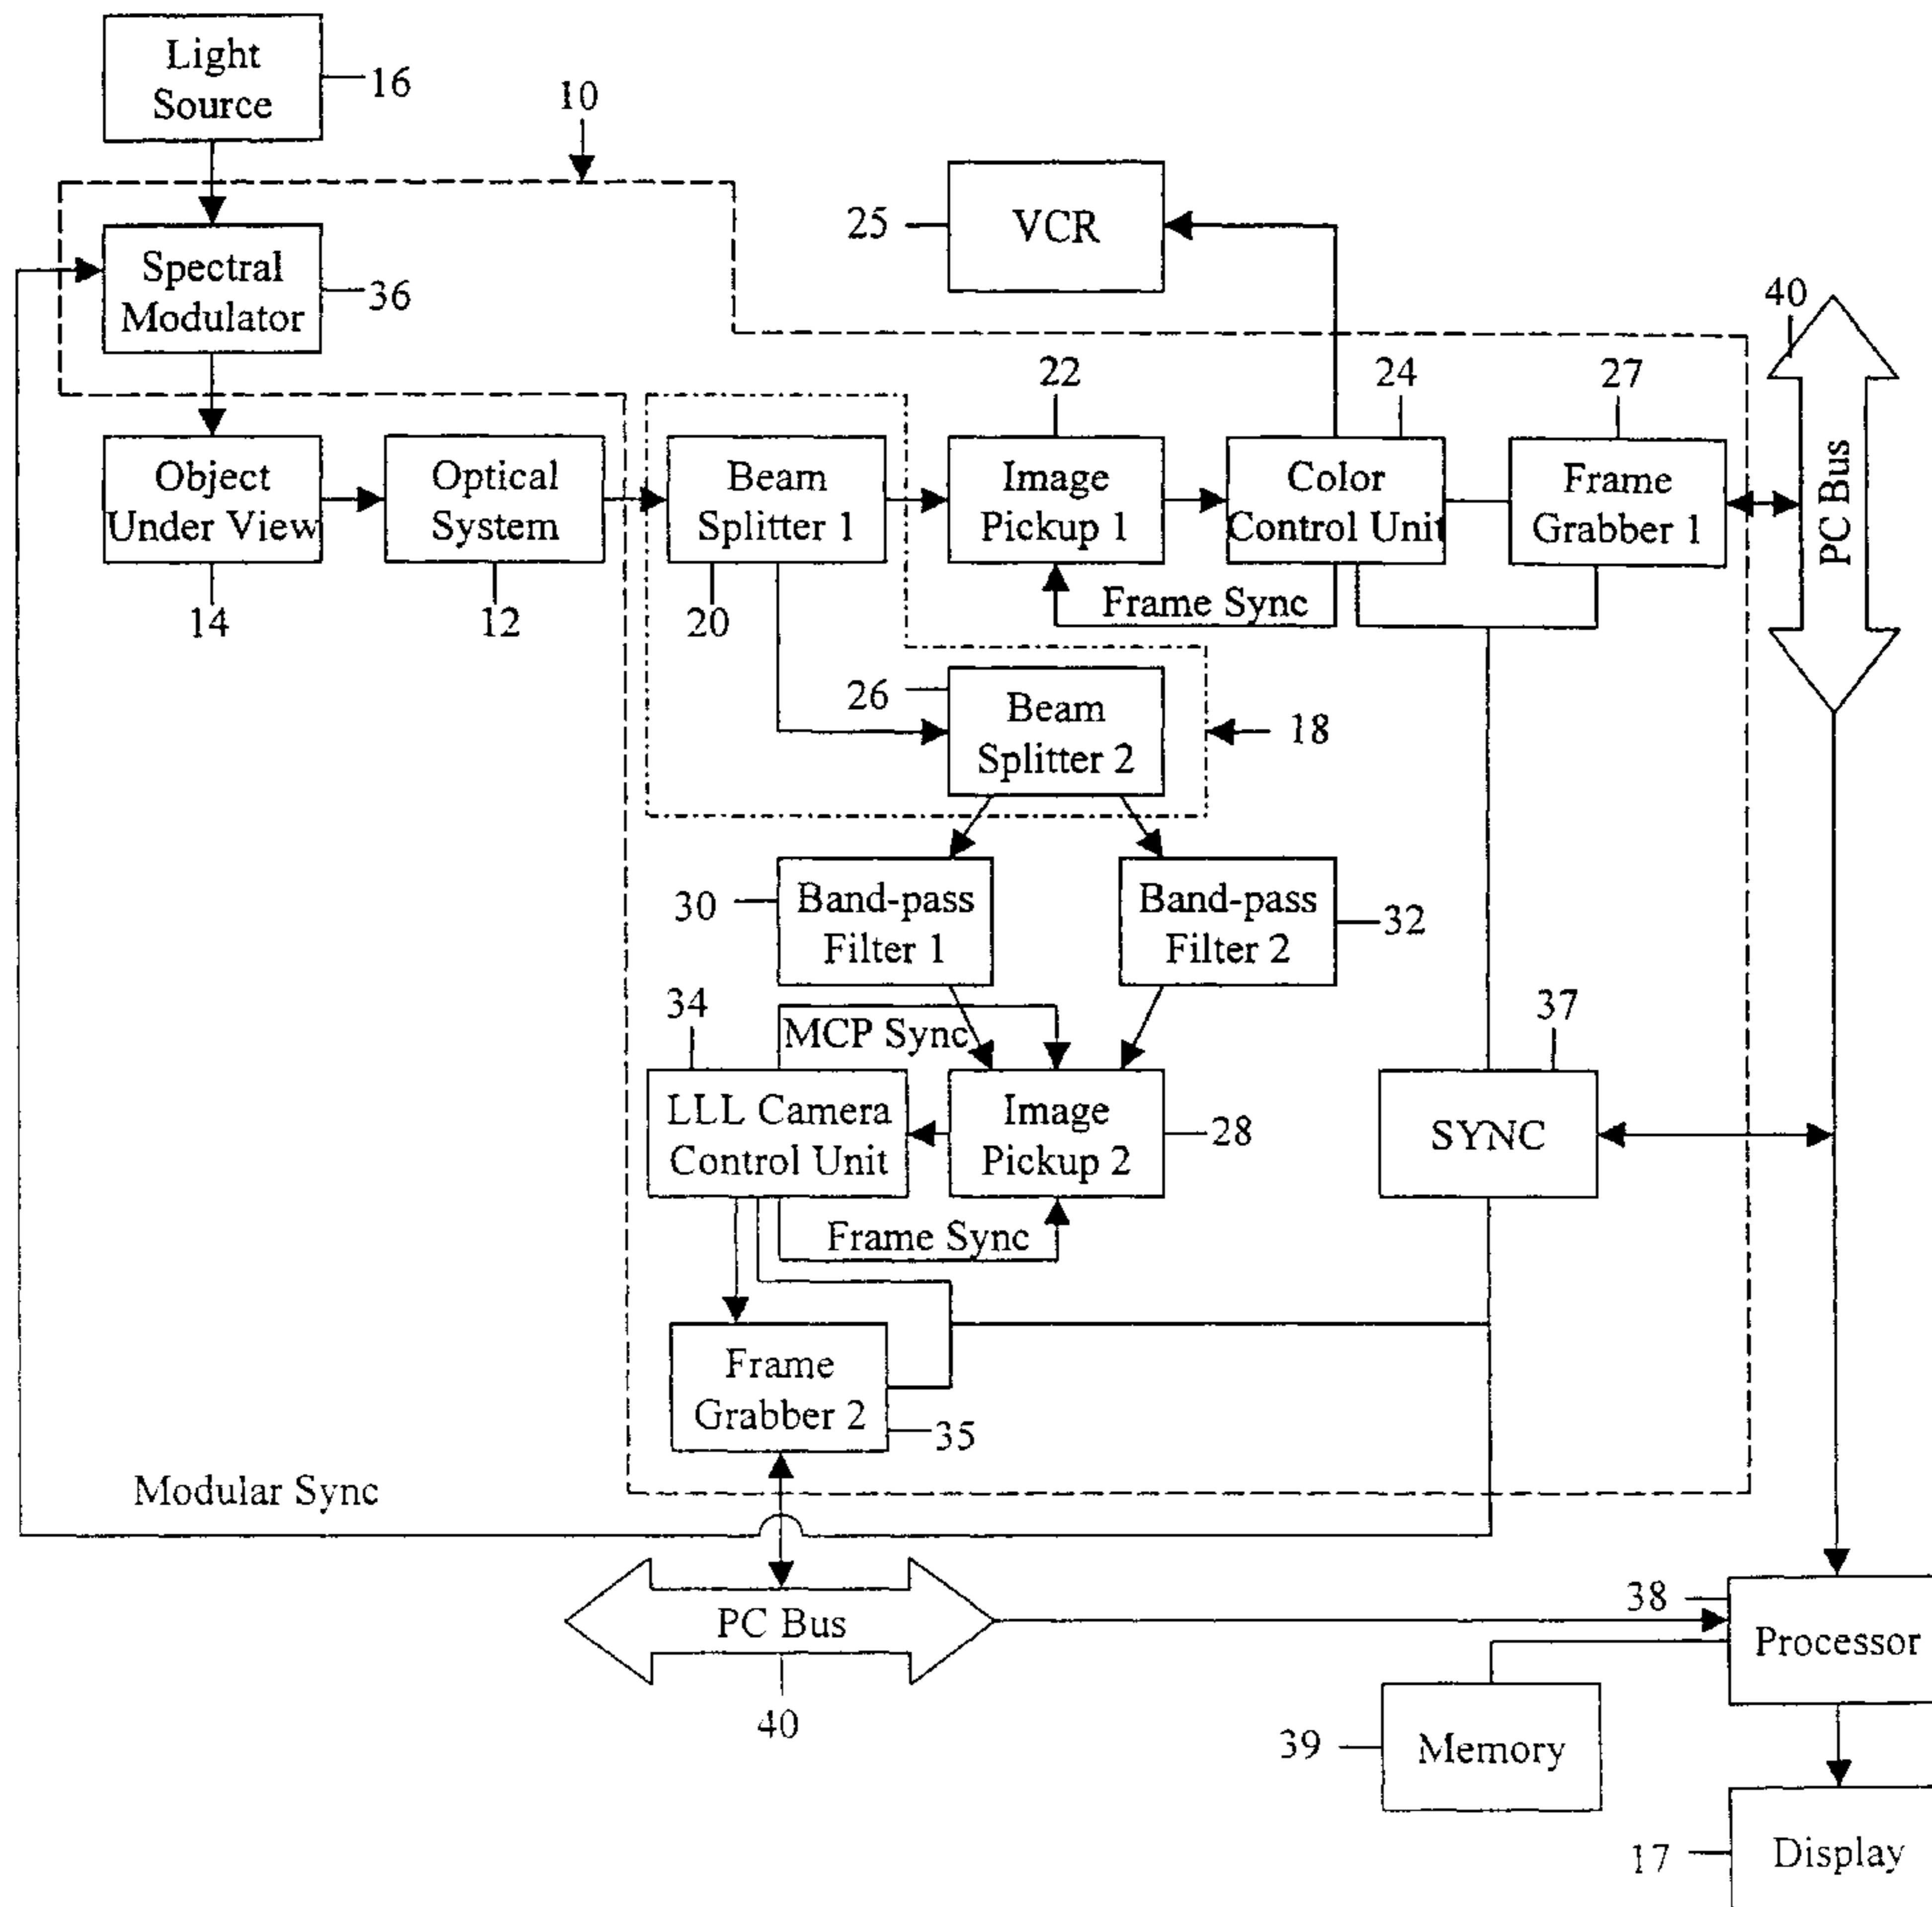 Light
Source
16
10
25
VCR
Spectral
Modulator
36
40
22
24
27
Object
Under View
Optical
System
Beam
Splitter 1
Image
Pickup 1
Color
Control Unit
Frame
Grabber 1
PC Bus
14
12
20
Frame Sync
26
Beam
Splitter 2
18
30
Band-pass
Filter 1
Band-pass
Filter 2
32
34
MCP Sync
37
LLL Camera
Control Unit
Image
Pickup 2
28
SYNC
Frame Sync
Frame
Grabber 2
35
Modular Sync
PC Bus
40
38
Processor
39
Memory
17
Display